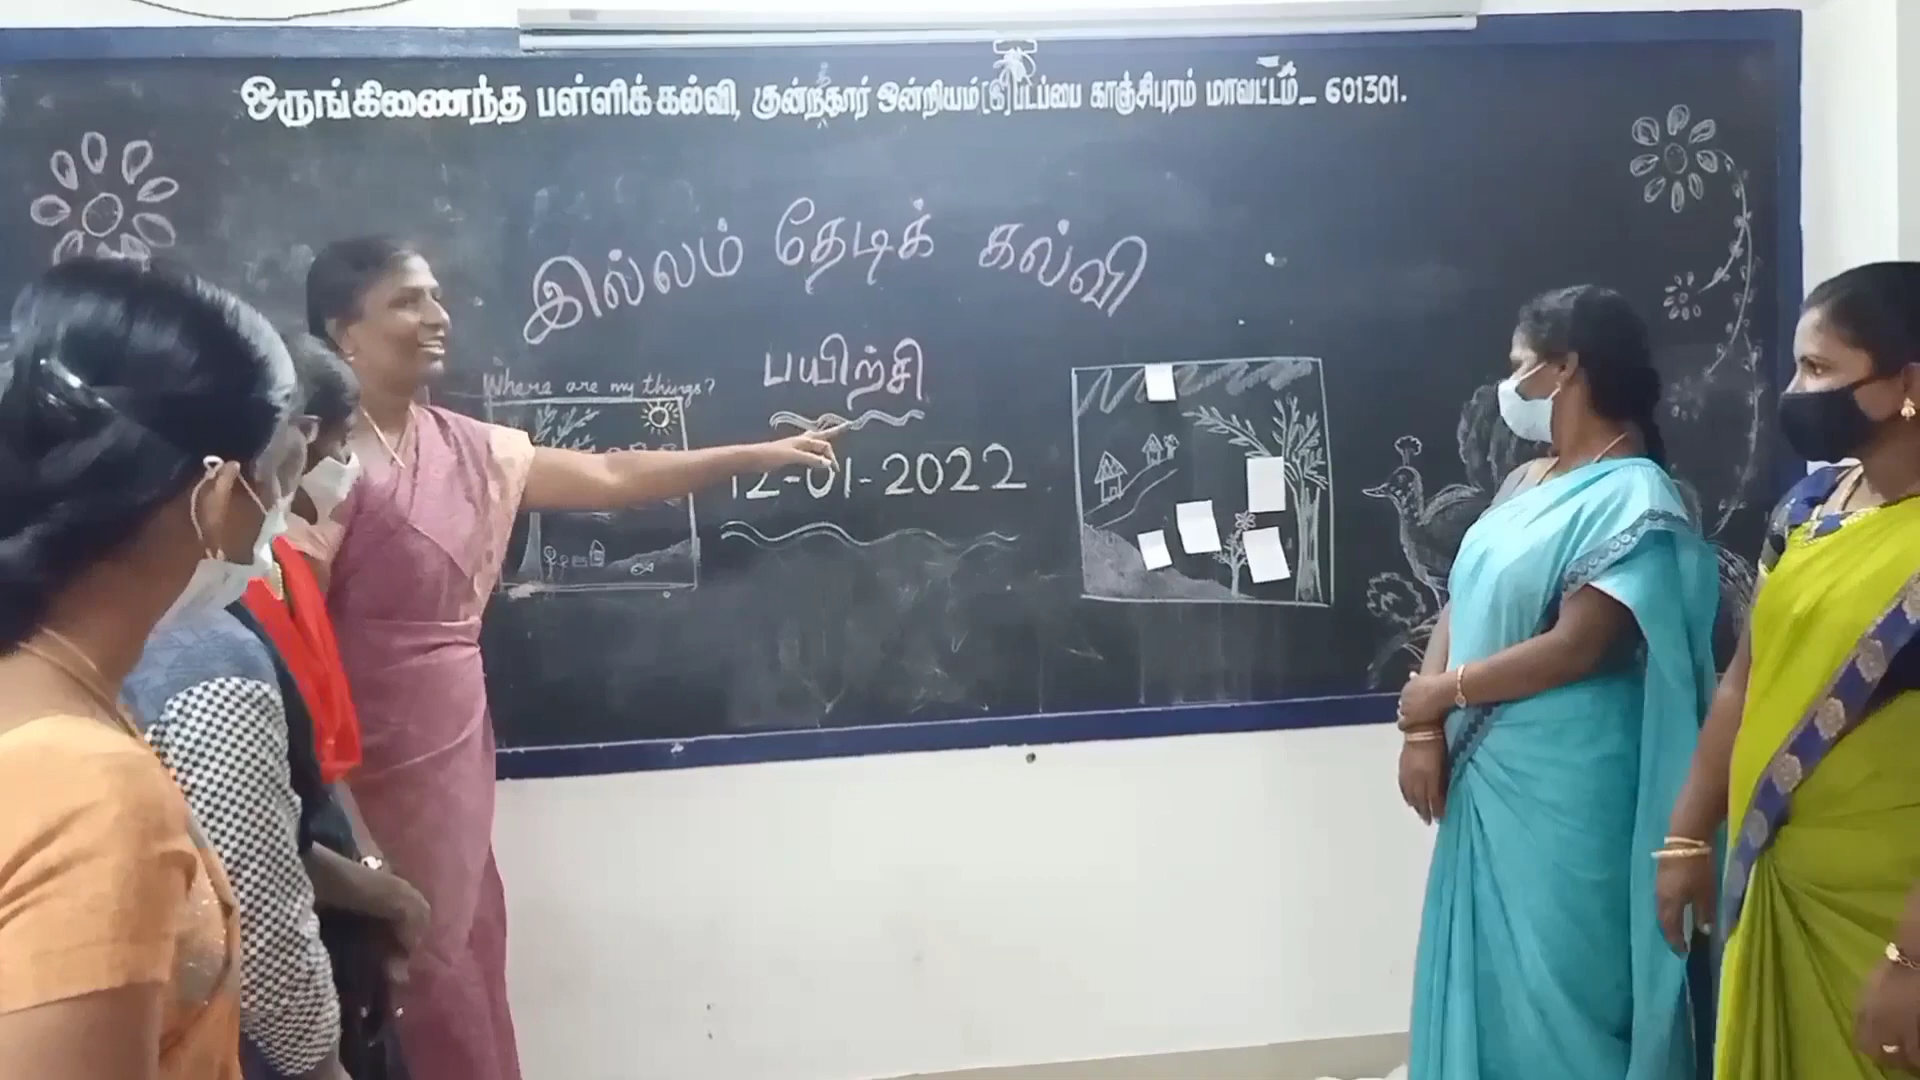 ஒருங்கிணைந்த பள்ளிக்கல்வி, குன்றத்தூர் ஒன்றியம் (இ) படப்பை காஞ்சிபுரம் மாவட்டம் – 601301.
இல்லம் தேடிக் கல்வி
பயிற்சி
Where are my things?
12-01-2022